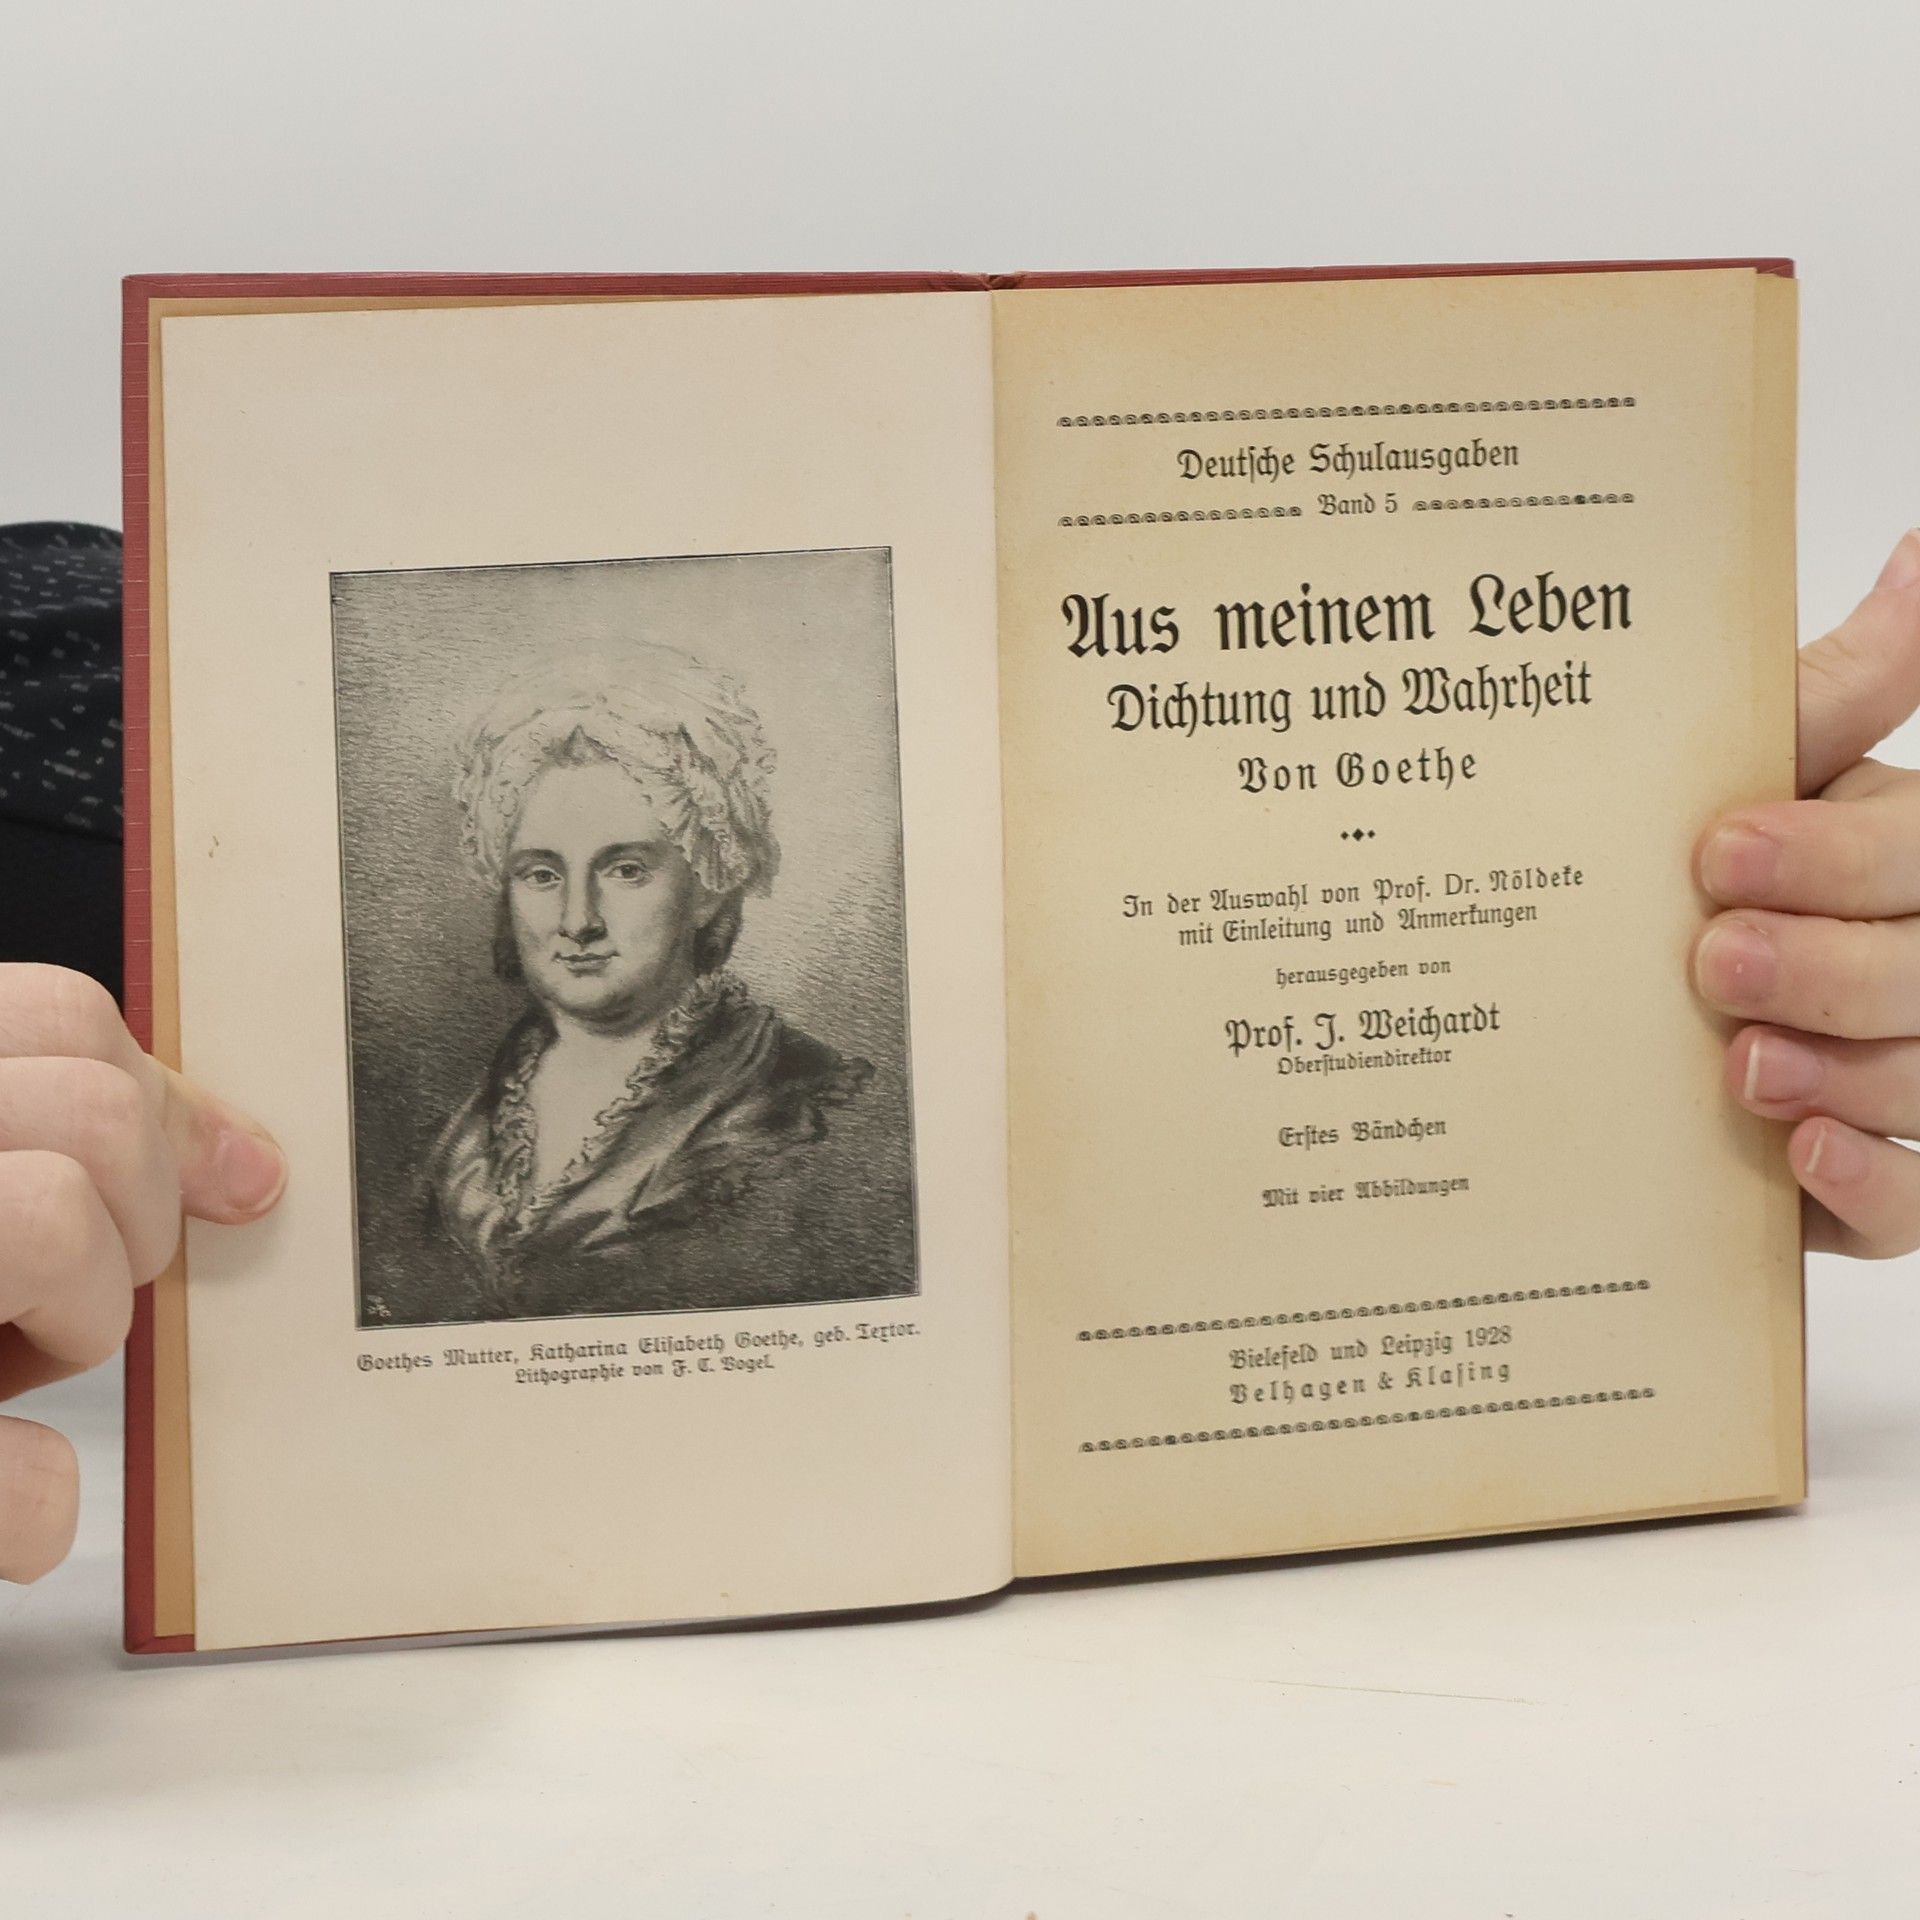 Goethes Mutter, Katharina Elisabeth Goethe, geb. Textor.
Lithographie von F. C. Vogel.
Deutsche Schulausgaben
Band 5
Aus meinem Leben
Dichtung und Wahrheit
Von Goethe
In der Auswahl von Prof. Dr. Nöldeke
mit Einleitung und Anmerkungen
herausgegeben von
Prof. J. Weichardt
Oberstudiendirektor
Erstes Bändchen
Mit vier Abbildungen
Bielefeld und Leipzig 1928
Velhagen & Klasing